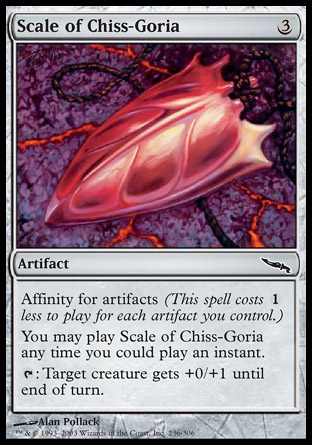 Scale of Chiss-Goria 3
Artifact
Affinity for artifacts (This spell costs 1
less to play for each artifact you control.)
You may play Scale of Chiss-Goria
any time you could play an instant.
: Target creature gets +0/+1 until
end of turn.
Alan Pollack
™ & © 1993–2003 Wizards of the Coast, Inc. 236/306